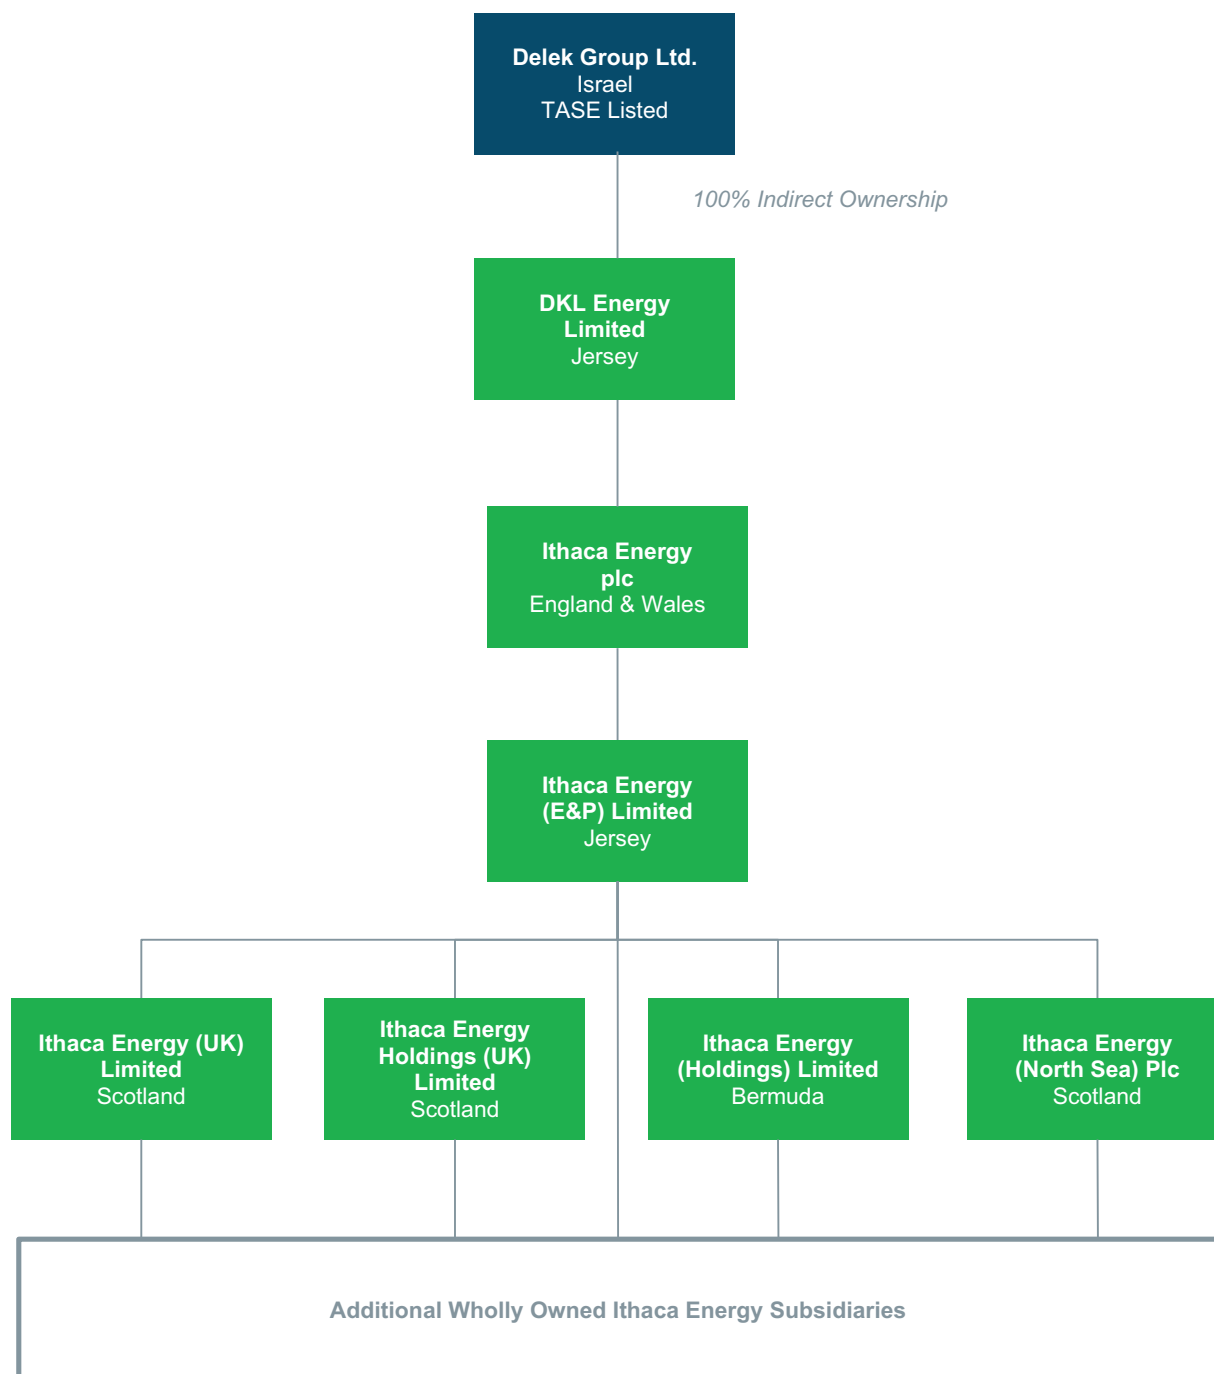 Delek Group Ltd.
Israel
TASE Listed
100% Indirect Ownership
DKL Energy
Limited
Jersey
Ithaca Energy
plc
England & Wales
Ithaca Energy
(E&P) Limited
Jersey
Ithaca Energy (UK)
Limited
Scotland
Ithaca Energy
Holdings (UK)
Limited
Scotland
Ithaca Energy
(Holdings) Limited
Bermuda
Ithaca Energy
(North Sea) Plc
Scotland
Additional Wholly Owned Ithaca Energy Subsidiaries